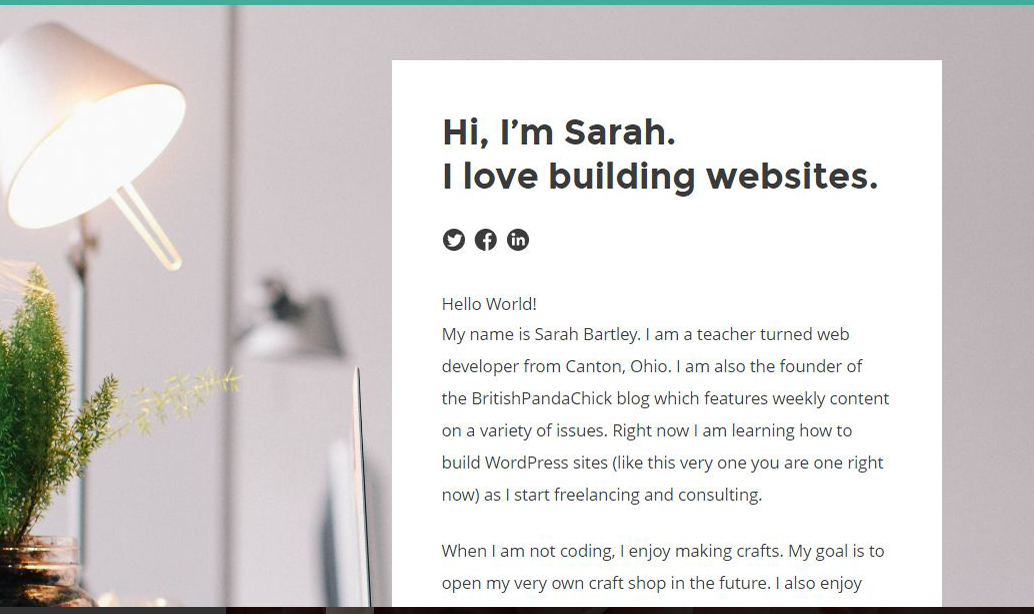 Hi, I’m Sarah.
I love building websites.
Hello World!
My name is Sarah Bartley. I am a teacher turned web
developer from Canton, Ohio. I am also the founder of
the BritishPandaChick blog which features weekly content
on a variety of issues. Right now I am learning how to
build WordPress sites (like this very one you are one right
now) as I start freelancing and consulting.
When I am not coding, I enjoy making crafts. My goal is to
open my very own craft shop in the future. I also enjoy